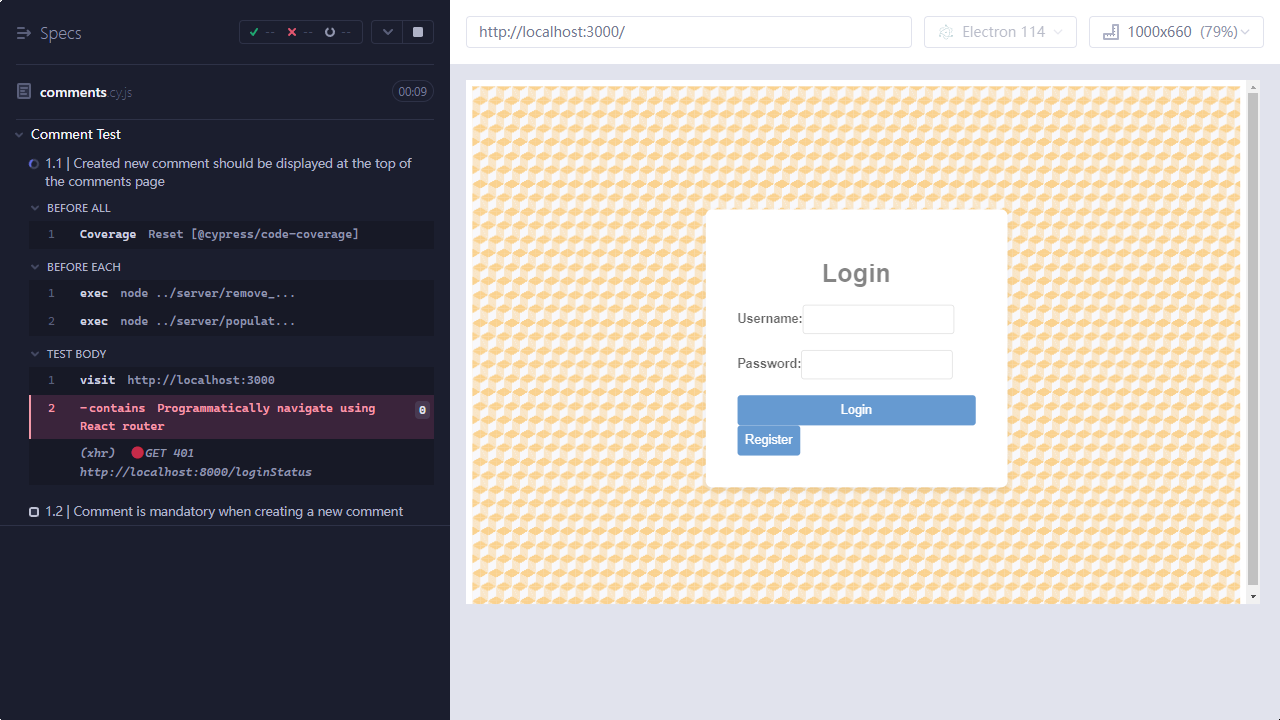 Specs
-- -- --
comments.cy.js
00:09
Comment Test
1.1 | Created new comment should be displayed at the top of
the comments page
BEFORE ALL
1 Coverage Reset [@cypress/code-coverage]
BEFORE EACH
1 exec node ../server/remove_...
2 exec node ../server/populat...
TEST BODY
1 visit http://localhost:3000
2 -contains Programmatically navigate using 0
React router
(xhr) GET 401
http://localhost:8000/loginStatus
1.2 | Comment is mandatory when creating a new comment
http://localhost:3000/
Electron 114
1000x660 (79%)
Login
Username:
Password:
Login
Register